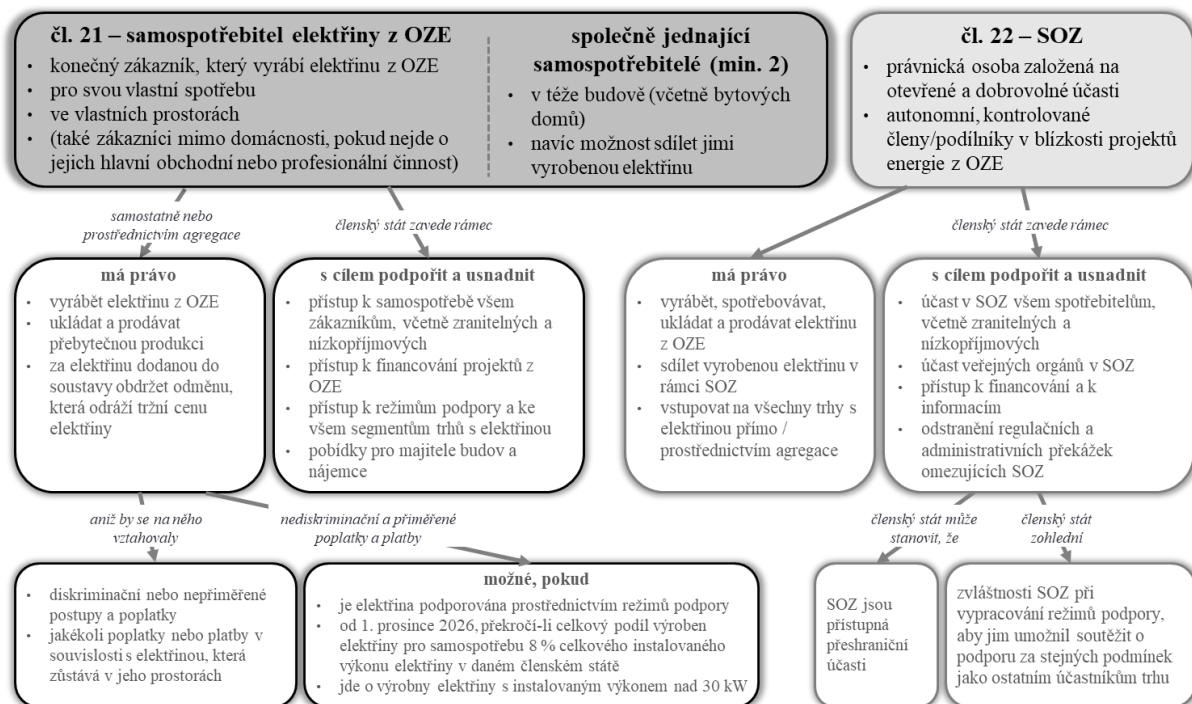 čl. 21 – samospotřebitel elektřiny z OZE
• konečný zákazník, který vyrábí elektřinu z OZE
• pro svou vlastní spotřebu
• ve vlastních prostorách
• (také zákazníci mimo domácnosti, pokud nejde o
jejich hlavní obchodní nebo profesionální činnost)
společně jednající
samospotřebitelé (min. 2)
• v téže budově (včetně bytových
domů)
• navíc možnost sdílet jimi
vyrobenou elektřinu
čl. 22 – SOZ
• právnická osoba založená na
otevřené a dobrovolné účasti
• autonomní, kontrolované
členy/podílníky v blízkosti projektů
energie z OZE
samostatně nebo
prostřednictvím agregace
členský stát zavede rámec
členský stát zavede rámec
má právo
• vyrábět elektřinu z OZE
• ukládat a prodávat
přebytečnou produkci
• za elektřinu dodanou do
soustavy obdržet odměnu,
která odráží tržní cenu
elektřiny
s cílem podpořit a usnadnit
• přístup k samospotřebě všem
zákazníkům, včetně zranitelných a
nízkopříjmových
• přístup k financování projektů z
OZE
• přístup k režimům podpory a ke
všem segmentům trhů s elektřinou
• pobídky pro majitele budov a
nájemce
má právo
• vyrábět, spotřebovávat,
ukládat a prodávat elektřinu
z OZE
• sdílet vyrobenou elektřinu v
rámci SOZ
• vstupovat na všechny trhy s
elektřinou přímo /
prostřednictvím agregace
s cílem podpořit a usnadnit
• účast v SOZ všem spotřebitelům,
včetně zranitelných a
nízkopříjmových
• účast veřejných orgánů v SOZ
• přístup k financování a k
informacím
• odstranění regulačních a
administrativních překážek
omezujících SOZ
aniž by se na něho
vztahovaly
nediskriminační a přiměřené
poplatky a platby
členský stát může
stanovit, že
členský stát
zohlední
• diskriminační nebo nepřiměřené
postupy a poplatky
• jakékoli poplatky nebo platby v
souvislosti s elektřinou, která
zůstává v jeho prostorách
možné, pokud
• je elektřina podporována prostřednictvím režimů podpory
• od 1. prosince 2026, překročí-li celkový podíl výroben
elektřiny pro samospotřebu 8 % celkového instalovaného
výkonu elektřiny v daném členském státě
• jde o výrobny elektřiny s instalovaným výkonem nad 30 kW
SOZ jsou
přístupná
přeshraniční
účasti
zvláštnosti SOZ při
vypracování režimů podpory,
aby jim umožnil soutěžit o
podporu za stejných podmínek
jako ostatním účastníkům trhu